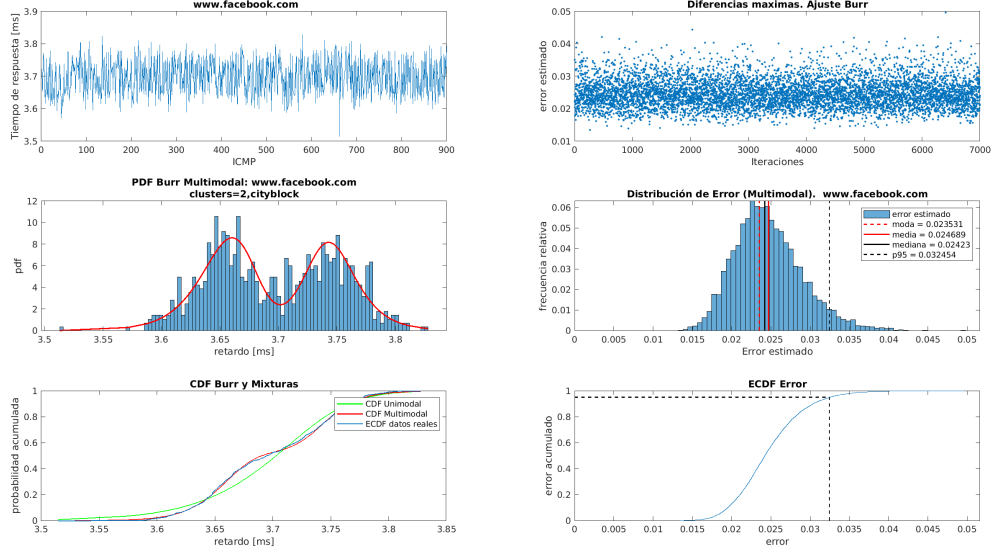 www.facebook.com
Tiempo de respuesta [ms]
3.9
3.8
3.7
3.6
3.5
0 100 200 300 400 500 600 700 800 900
ICMP
Diferencias maximas. Ajuste Burr
error estimado
0.05
0.04
0.03
0.02
0.01
0 1000 2000 3000 4000 5000 6000 7000
Iteraciones
PDF Burr Multimodal: www.facebook.com
clusters=2,cityblock
pdf
12
10
8
6
4
2
0
3.5 3.55 3.6 3.65 3.7 3.75 3.8
retardo [ms]
Distribución de Error (Multimodal). www.facebook.com
frecuencia relativa
0.06
0.05
0.04
0.03
0.02
0.01
0
error estimado
moda = 0.023531
media = 0.024689
mediana = 0.02423
p95 = 0.032454
0 0.005 0.01 0.015 0.02 0.025 0.03 0.035 0.04 0.045 0.05
Error estimado
CDF Burr y Mixturas
probabilidad acumulada
1
0.8
0.6
0.4
0.2
0
CDF Unimodal
CDF Multimodal
ECDF datos reales
3.5 3.55 3.6 3.65 3.7 3.75 3.8 3.85
retardo [ms]
ECDF Error
error acumulado
1
0.8
0.6
0.4
0.2
0
0 0.005 0.01 0.015 0.02 0.025 0.03 0.035 0.04 0.045 0.05
error